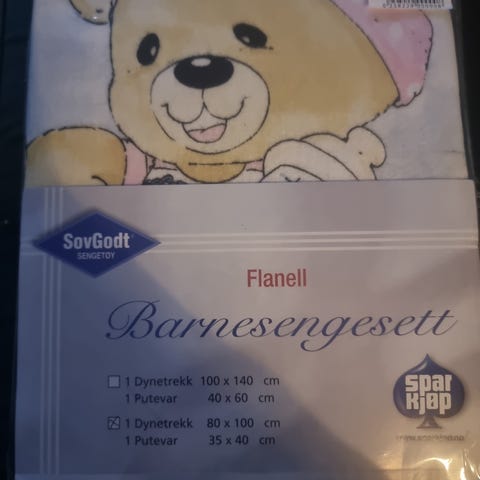 SovGodt
SENGETØY
Flanell
Barnesengesett
1 Dynetrekk 100 x 140 cm
1 Putevar 40 x 60 cm
1 Dynetrekk 80 x 100 cm
1 Putevar 35 x 40 cm
spar
kjøp